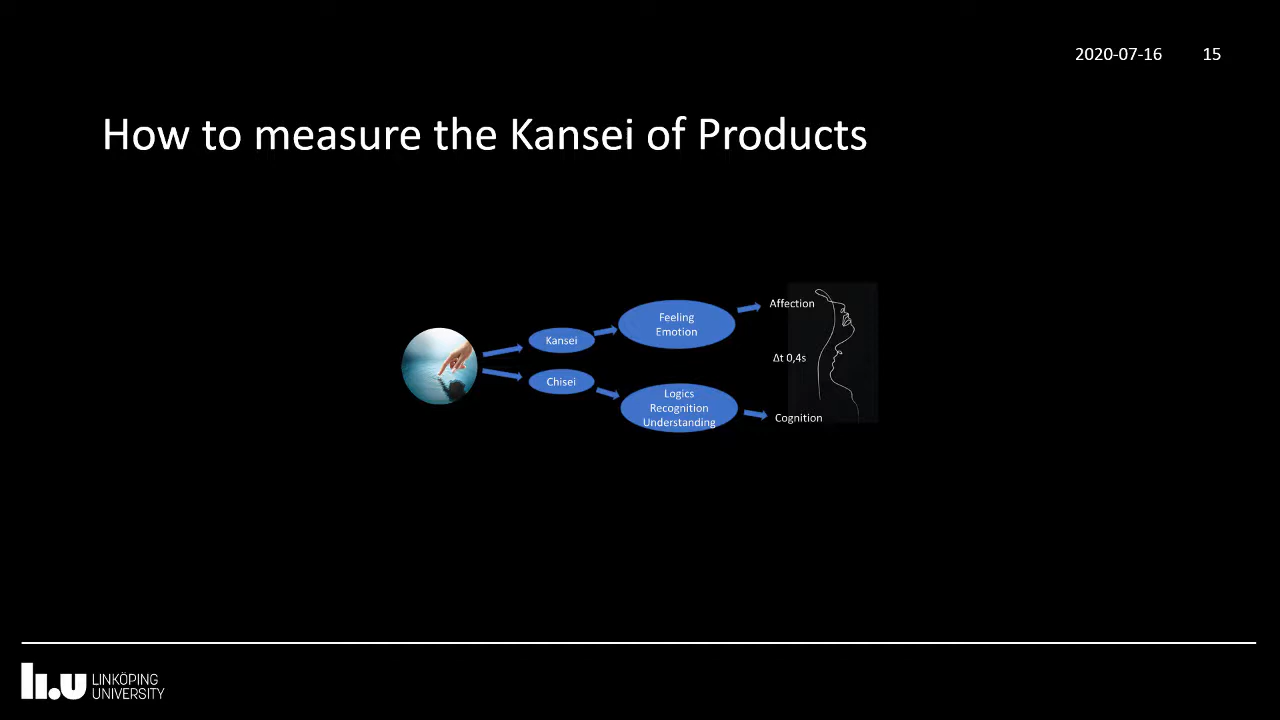 2020-07-16 15
How to measure the Kansei of Products
Kansei
Feeling
Emotion
Affection
Δt 0,4s
Chisei
Logics
Recognition
Understanding
Cognition
li.u LINKÖPING
UNIVERSITY